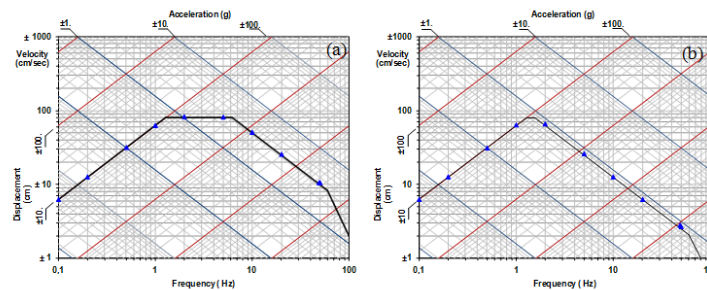 Acceleration (g)
±1.
±10.
±100.
± 1000
Velocity
(cm/sec)
(a)
100
±100.
± 10
Displacement
(cm)
±10.
± 1
0,1
1
10
100
Frequency ( Hz)
Acceleration (g)
±1.
±10.
±100.
± 1000
Velocity
(cm/sec)
(b)
100
±100
± 10
Displacement
(cm)
±10.
± 1
0,1
1
10
Frequency ( Hz)